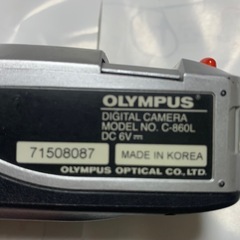 OLYMPUS
DIGITAL CAMERA
MODEL NO. C-860L
DC 6V⎓
71508087 MADE IN KOREA
OLYMPUS OPTICAL CO., LTD.